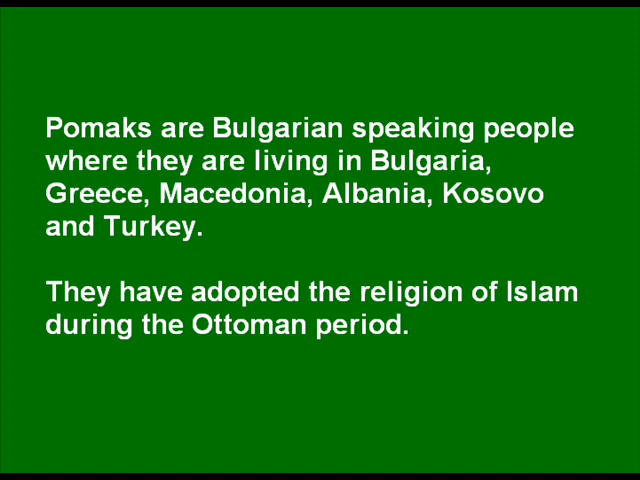 Pomaks are Bulgarian speaking people
where they are living in Bulgaria,
Greece, Macedonia, Albania, Kosovo
and Turkey.
They have adopted the religion of Islam
during the Ottoman period.